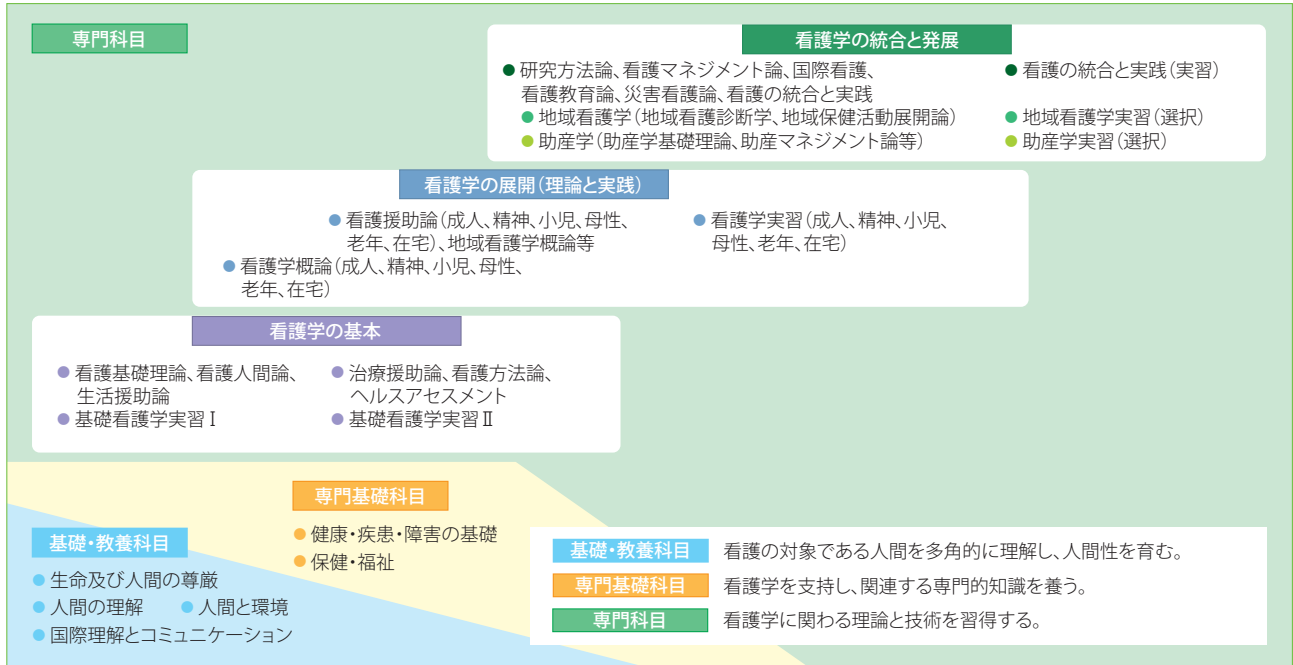 専門科目
看護学の統合と発展
●研究方法論、看護マネジメント論、国際看護、
看護教育論、災害看護論、看護の統合と実践
●看護の統合と実践（実習）
●地域看護学（地域看護診断学、地域保健活動展開論）
●地域看護学実習（選択）
●助産学（助産学基礎理論、助産マネジメント論等）
●助産学実習（選択）
看護学の展開（理論と実践）
●看護援助論（成人、精神、小児、母性、
老年、在宅）、地域看護学概論等
●看護学実習（成人、精神、小児、
母性、老年、在宅）
●看護学概論（成人、精神、小児、母性、
老年、在宅）
看護学の基本
●看護基礎理論、看護人間論、
生活援助論
●基礎看護学実習Ⅰ
●治療援助論、看護方法論、
ヘルスアセスメント
●基礎看護学実習Ⅱ
専門基礎科目
●健康・疾患・障害の基礎
●保健・福祉
基礎・教養科目
●生命及び人間の尊厳
●人間の理解 ●人間と環境
●国際理解とコミュニケーション
基礎・教養科目 看護の対象である人間を多角的に理解し、人間性を育む。
専門基礎科目 看護学を支持し、関連する専門的知識を養う。
専門科目 看護学に関わる理論と技術を習得する。